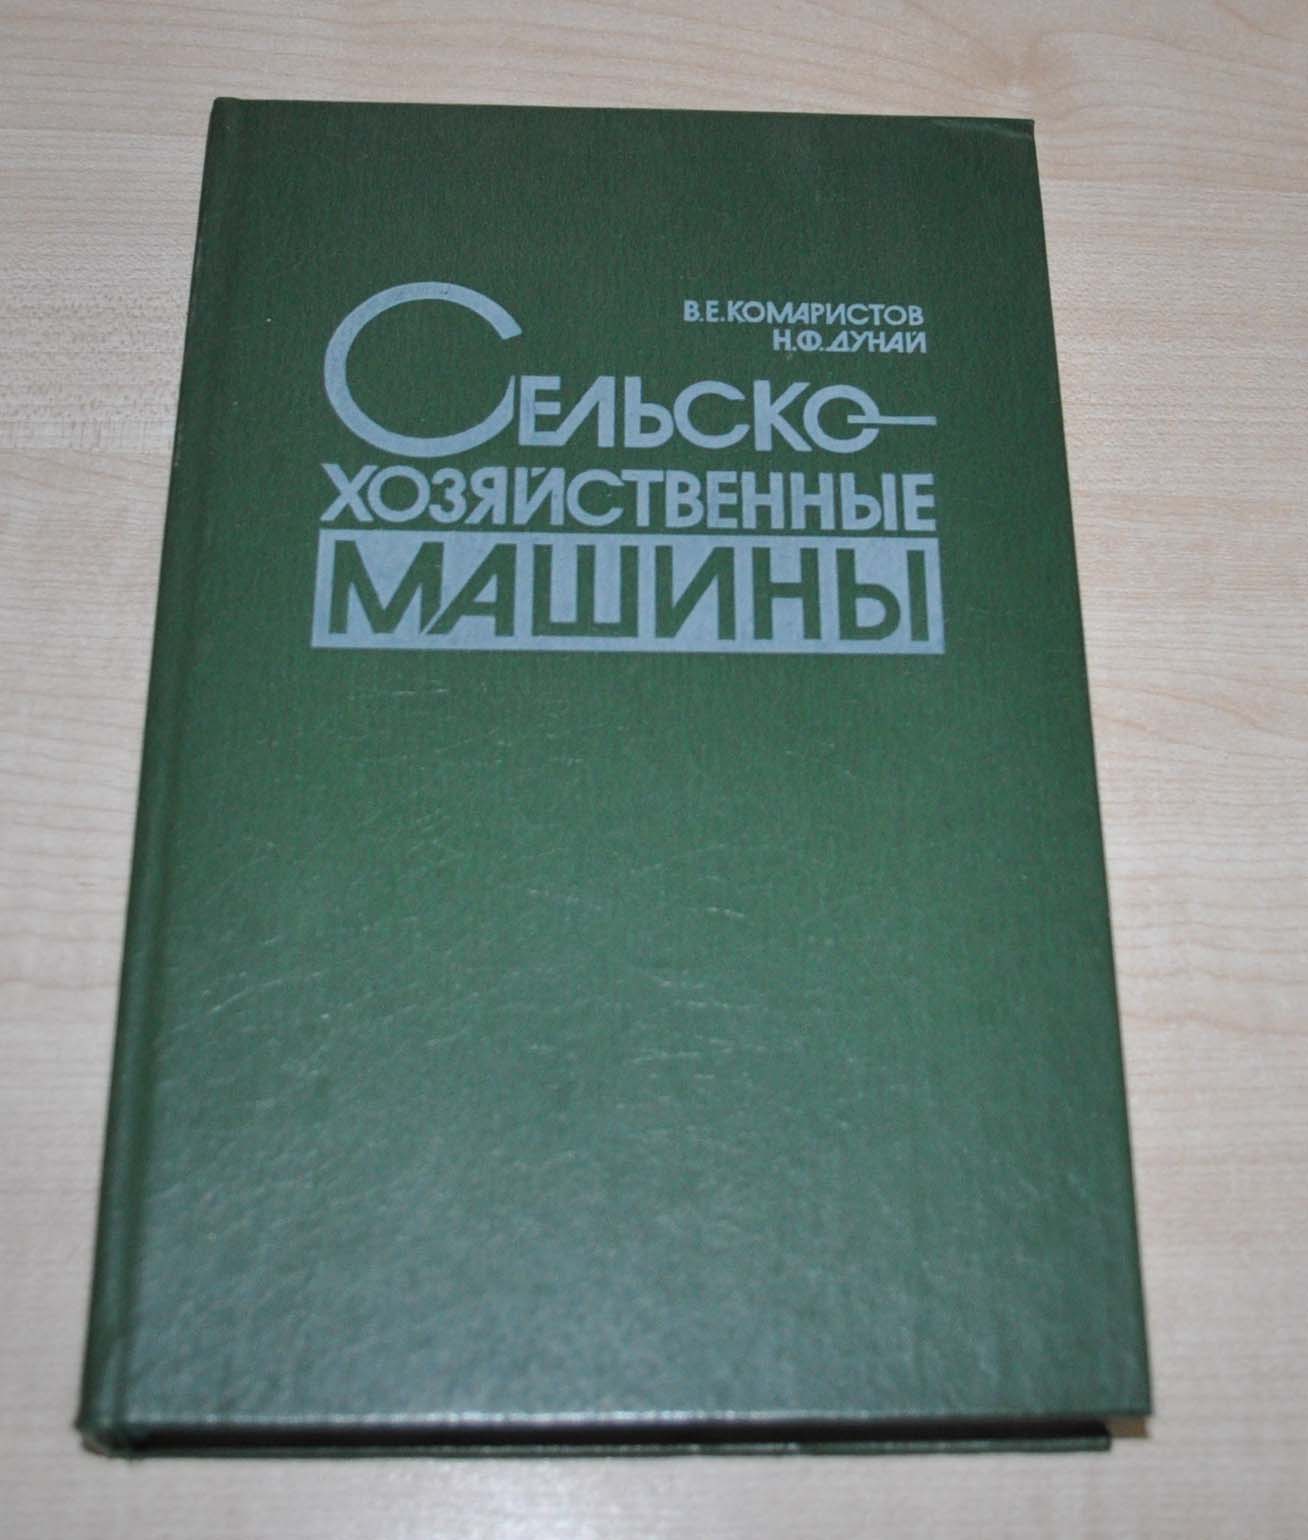 В.Е.КОМАРИСТОВ
Н.Ф.ДУНАЙ
СЕЛЬСКО-
ХОЗЯЙСТВЕННЫЕ
МАШИНЫ